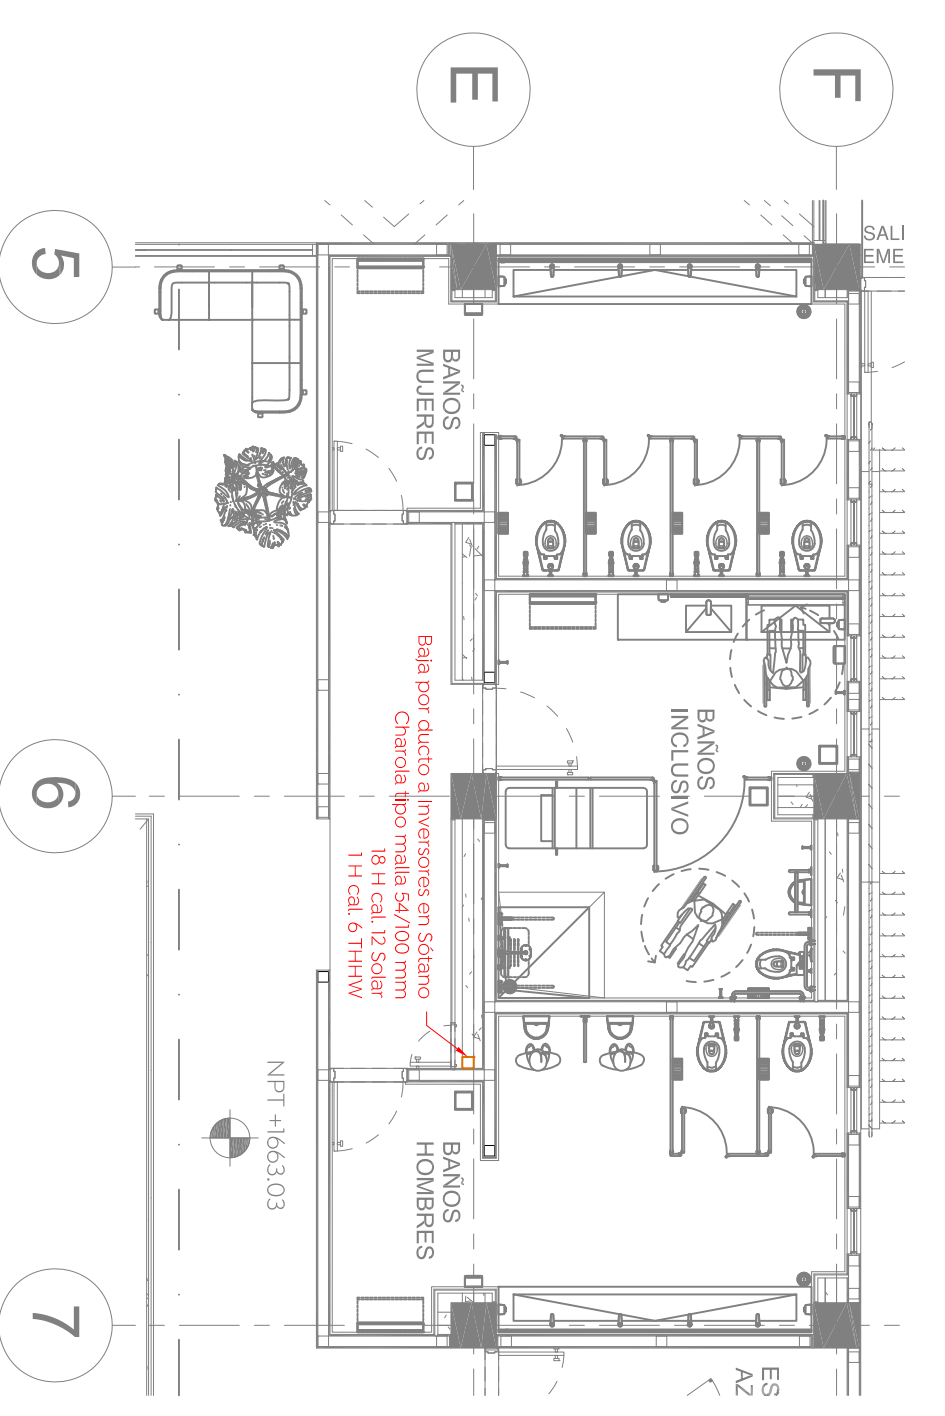 E
F
5
6
7
SALI
EME
BAÑOS
MUJERES
BAÑOS
INCLUSIVO
Baja por ducto a Inversores en Sótano
Charola tipo malla 54/100 mm
18 H cal. 12 Solar
1 H cal. 6 THHW
NPT +1663.03
BAÑOS
HOMBRES
ES
AZ